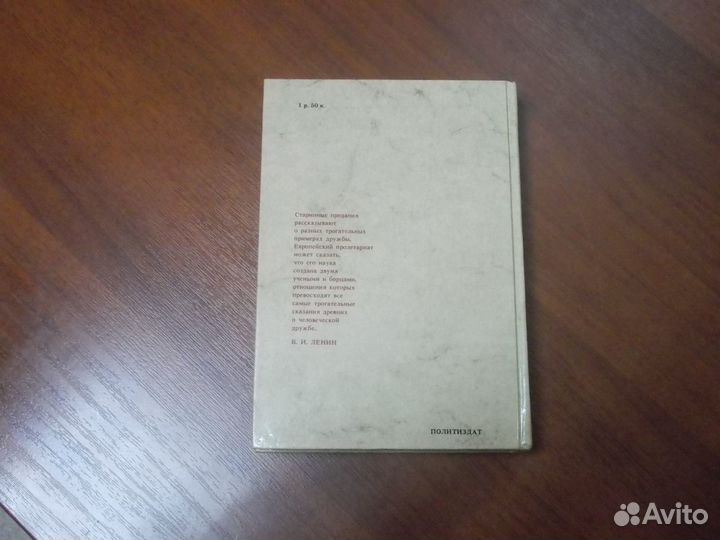 1 р. 50 к.
Старинные предания
рассказывают
о разных трогательных
примерах дружбы.
Европейский пролетариат
может сказать,
что его наука
создана двумя
учеными и борцами,
отношения которых
превосходят все
самые трогательные
сказания древних
о человеческой
дружбе.
В. И. ЛЕНИН
ПОЛИТИЗДАТ
Avito